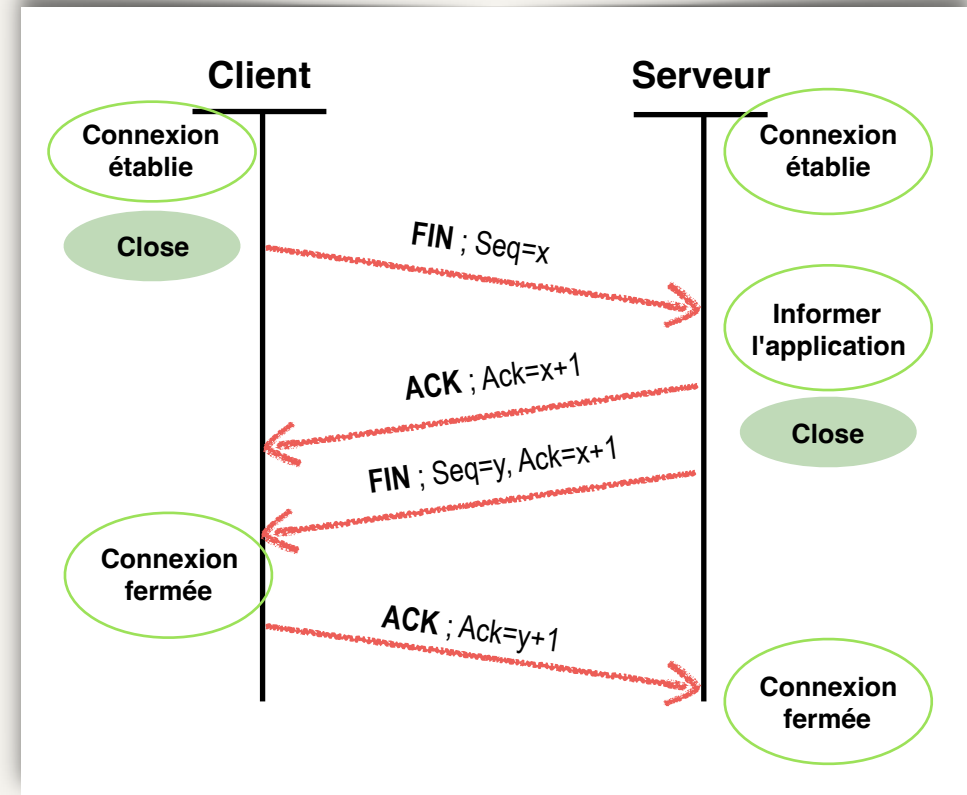 Client
Serveur
Connexion
établie
Connexion
établie
Close
FIN ; Seq=x
Informer
l'application
ACK ; Ack=x+1
Close
FIN ; Seq=y, Ack=x+1
Connexion
fermée
ACK ; Ack=y+1
Connexion
fermée